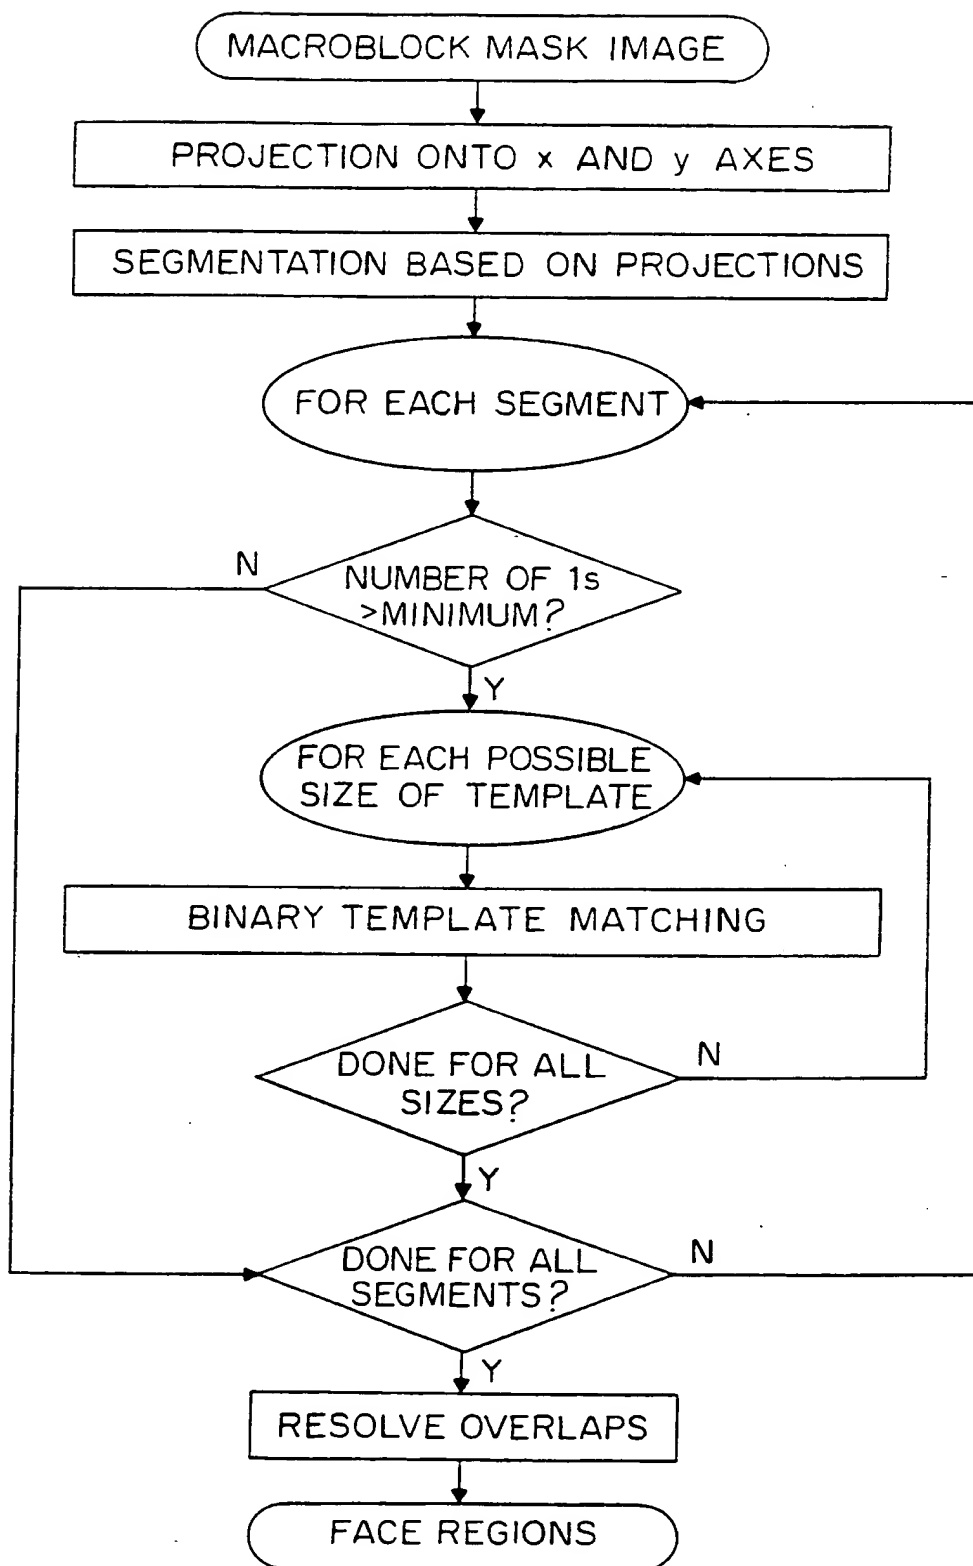 MACROBLOCK MASK IMAGE
PROJECTION ONTO x AND y AXES
SEGMENTATION BASED ON PROJECTIONS
FOR EACH SEGMENT
N
NUMBER OF 1s
>MINIMUM?
Y
FOR EACH POSSIBLE
SIZE OF TEMPLATE
BINARY TEMPLATE MATCHING
DONE FOR ALL
SIZES?
N
Y
DONE FOR ALL
SEGMENTS?
N
Y
RESOLVE OVERLAPS
FACE REGIONS